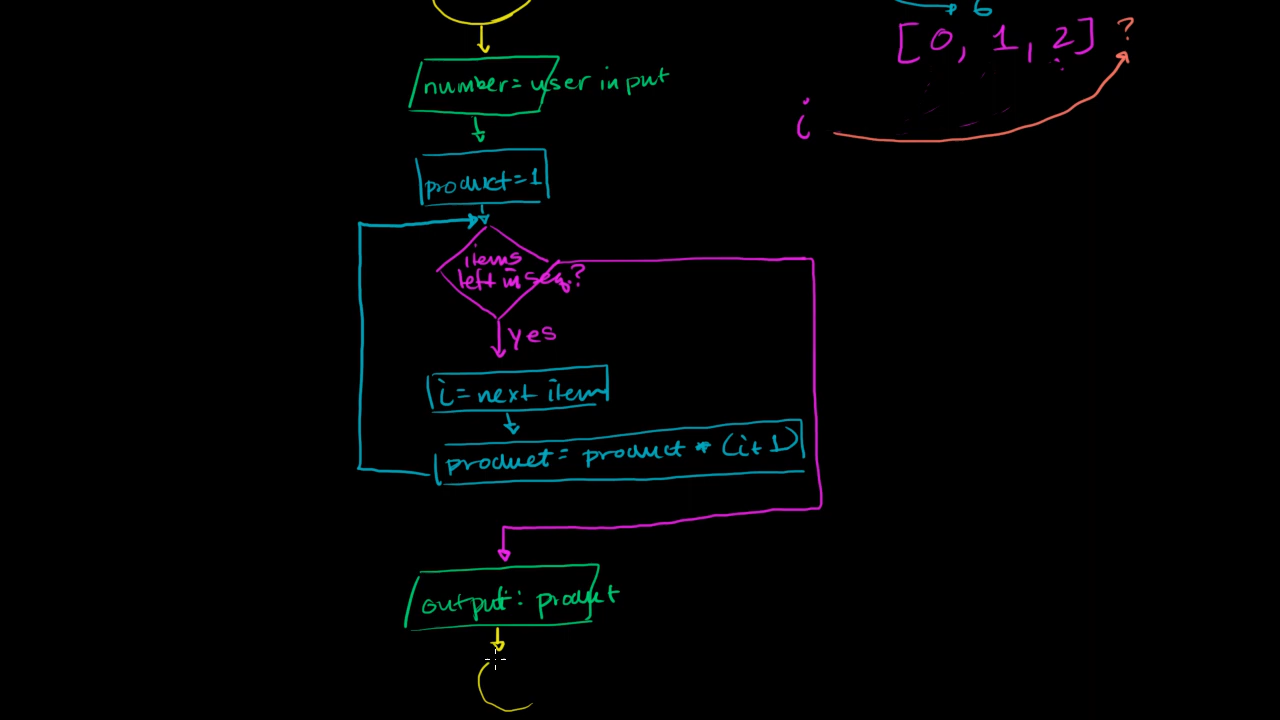 6
[0, 1, 2] ?
number = user input
i
product = 1
items
left in seq.?
yes
i = next item
product = product * (i+1)
output: product